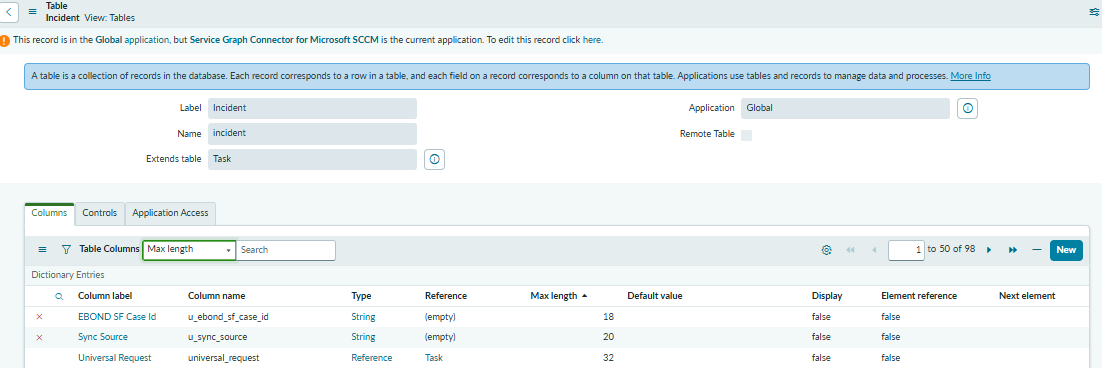 Table
Incident View: Tables
This record is in the Global application, but Service Graph Connector for Microsoft SCCM is the current application. To edit this record click here.
A table is a collection of records in the database. Each record corresponds to a row in a table, and each field on a record corresponds to a column on that table. Applications use tables and records to manage data and processes. More Info
Label Incident Application Global
Name incident Remote Table
Extends table Task
Columns Controls Application Access
Table Columns Max length Search 1 to 50 of 98 New
Dictionary Entries
Column label Column name Type Reference Max length Default value Display Element reference Next element
EBOND SF Case Id u_ebond_sf_case_id String (empty) 18 false false
Sync Source u_sync_source String (empty) 20 false false
Universal Request universal_request Reference Task 32 false false